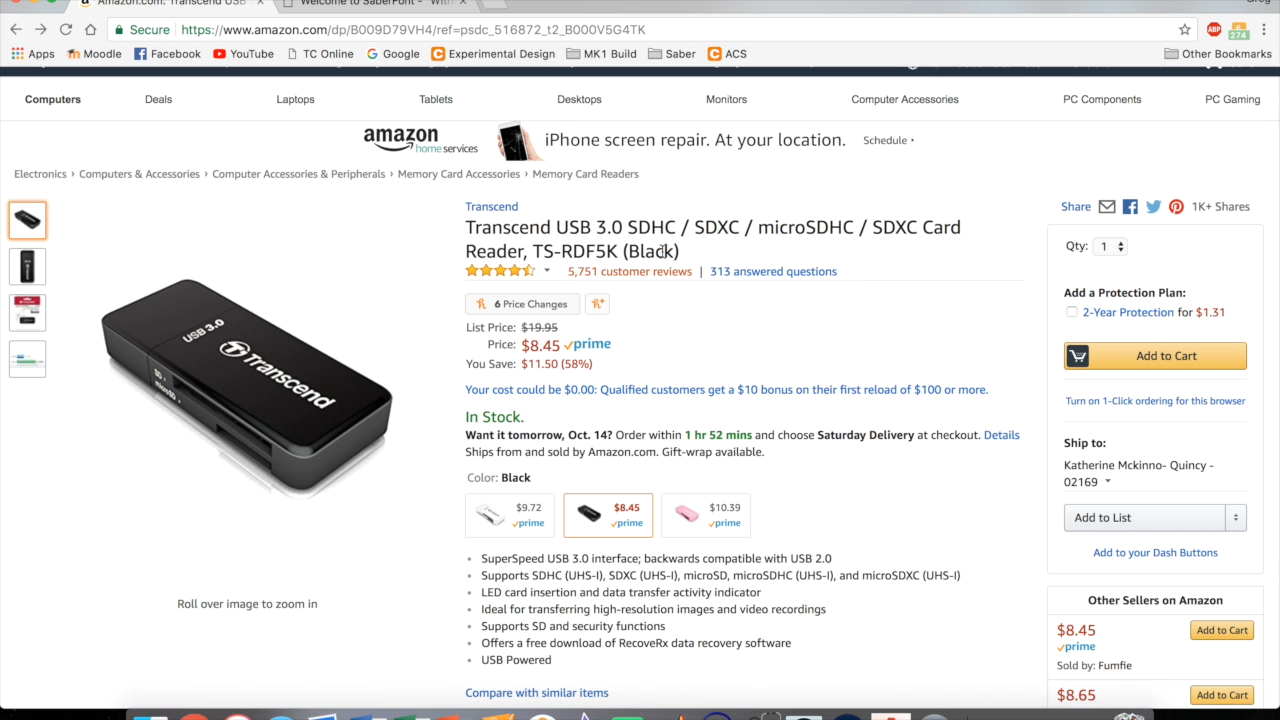 Amazon.com: Transcend USB
Welcome to SaberFont - "With
Greg
Secure https://www.amazon.com/dp/B009D79VH4/ref=psdc_516872_t2_B000V5G4TK
ABP
274
Apps Moodle Facebook YouTube TC Online Google Experimental Design MK1 Build Saber ACS Other Bookmarks
Computers Deals Laptops Tablets Desktops Monitors Computer Accessories PC Components PC Gaming
amazon home services iPhone screen repair. At your location. Schedule
Electronics › Computers & Accessories › Computer Accessories & Peripherals › Memory Card Accessories › Memory Card Readers
Transcend
Transcend USB 3.0 SDHC / SDXC / microSDHC / SDXC Card
Reader, TS-RDF5K (Black)
5,751 customer reviews | 313 answered questions
6 Price Changes
List Price: $19.95
Price: $8.45 prime
You Save: $11.50 (58%)
Your cost could be $0.00: Qualified customers get a $10 bonus on their first reload of $100 or more.
In Stock.
Want it tomorrow, Oct. 14? Order within 1 hr 52 mins and choose Saturday Delivery at checkout. Details
Ships from and sold by Amazon.com. Gift-wrap available.
Color: Black
$9.72 prime
$8.45 prime
$10.39 prime
• SuperSpeed USB 3.0 interface; backwards compatible with USB 2.0
• Supports SDHC (UHS-I), SDXC (UHS-I), microSD, microSDHC (UHS-I), and microSDXC (UHS-I)
• LED card insertion and data transfer activity indicator
• Ideal for transferring high-resolution images and video recordings
• Supports SD and security functions
• Offers a free download of RecoveRx data recovery software
• USB Powered
Compare with similar items
USB 3.0
Transcend
SD
microSD
Roll over image to zoom in
Share 1K+ Shares
Qty: 1
Add a Protection Plan:
2-Year Protection for $1.31
Add to Cart
Turn on 1-Click ordering for this browser
Ship to:
Katherine Mckinno- Quincy -
02169
Add to List
Add to your Dash Buttons
Other Sellers on Amazon
$8.45 Add to Cart
prime
Sold by: Fumfie
$8.65 Add to Cart